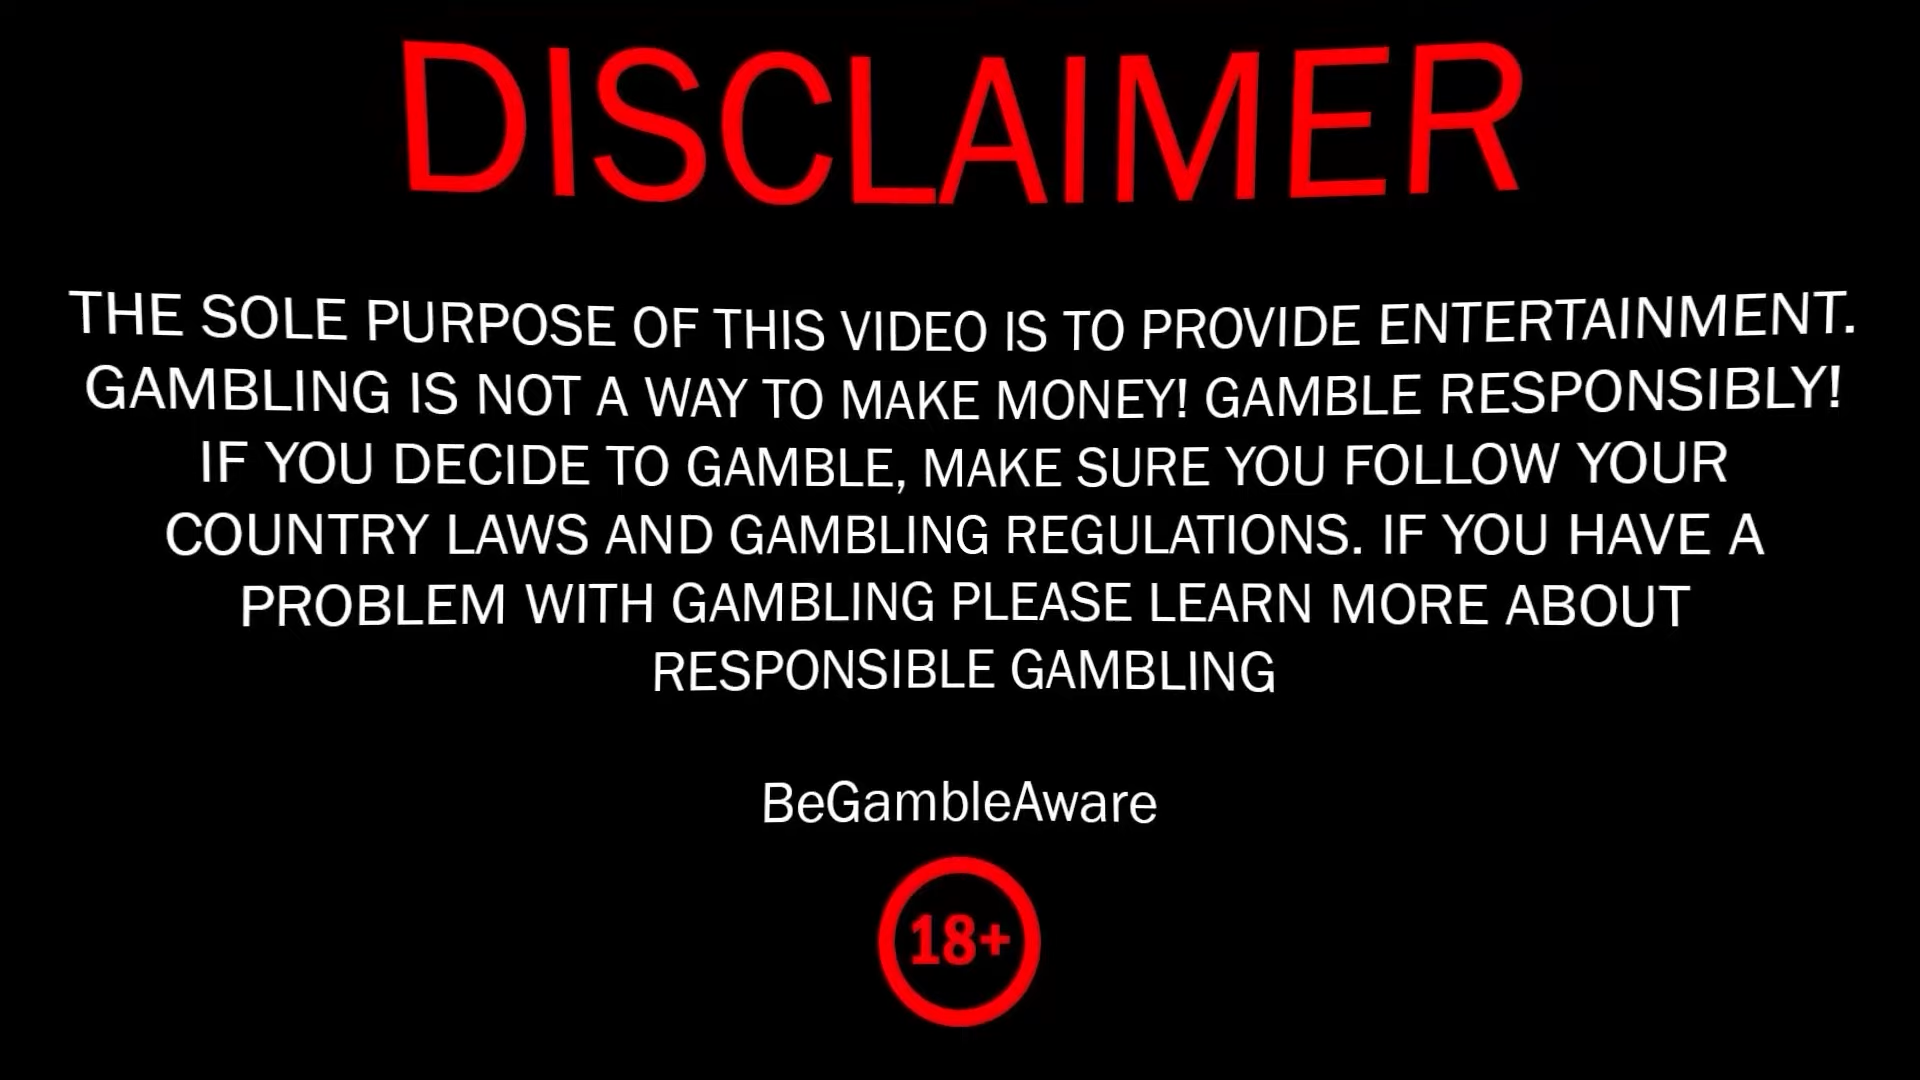 DISCLAIMER
THE SOLE PURPOSE OF THIS VIDEO IS TO PROVIDE ENTERTAINMENT.
GAMBLING IS NOT A WAY TO MAKE MONEY! GAMBLE RESPONSIBLY!
IF YOU DECIDE TO GAMBLE, MAKE SURE YOU FOLLOW YOUR
COUNTRY LAWS AND GAMBLING REGULATIONS. IF YOU HAVE A
PROBLEM WITH GAMBLING PLEASE LEARN MORE ABOUT
RESPONSIBLE GAMBLING
BeGambleAware
18+